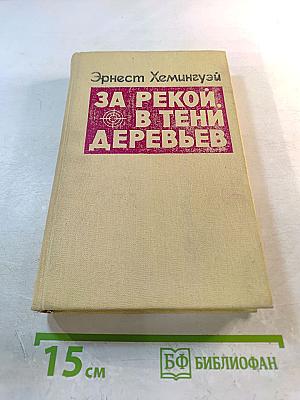 Эрнест Хемингуэй
ЗА РЕКОЙ,
В ТЕНИ
ДЕРЕВЬЕВ
15 см
БФ БИБЛИОФАН